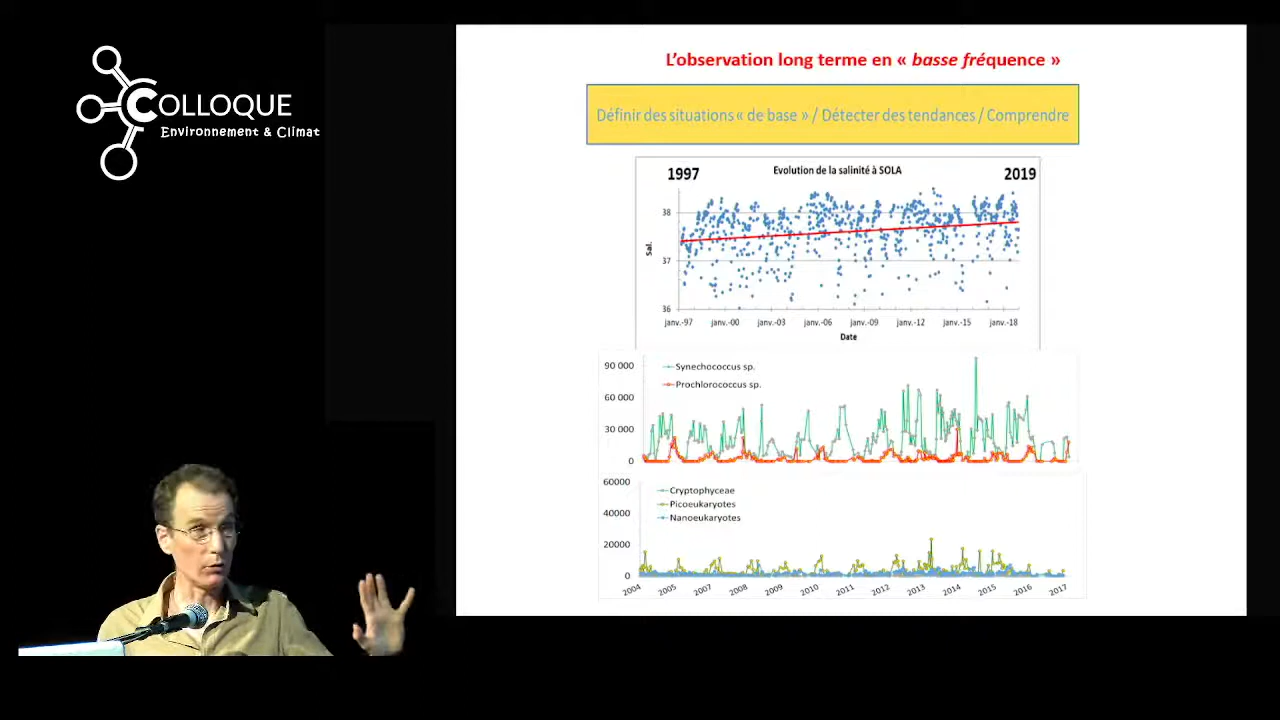 COLLOQUE
Environnement & Climat
L'observation long terme en « basse fréquence »
Définir des situations « de base » / Détecter des tendances / Comprendre
1997
Evolution de la salinité à SOLA
2019
38
37
36
Sal.
janv.-97
janv.-00
janv.-03
janv.-06
janv.-09
janv.-12
janv.-15
janv.-18
Date
90 000
60 000
30 000
0
Synechococcus sp.
Prochlorococcus sp.
60000
40000
20000
0
Cryptophyceae
Picoeukaryotes
Nanoeukaryotes
2004
2005
2007
2008
2009
2010
2011
2012
2013
2014
2015
2016
2017